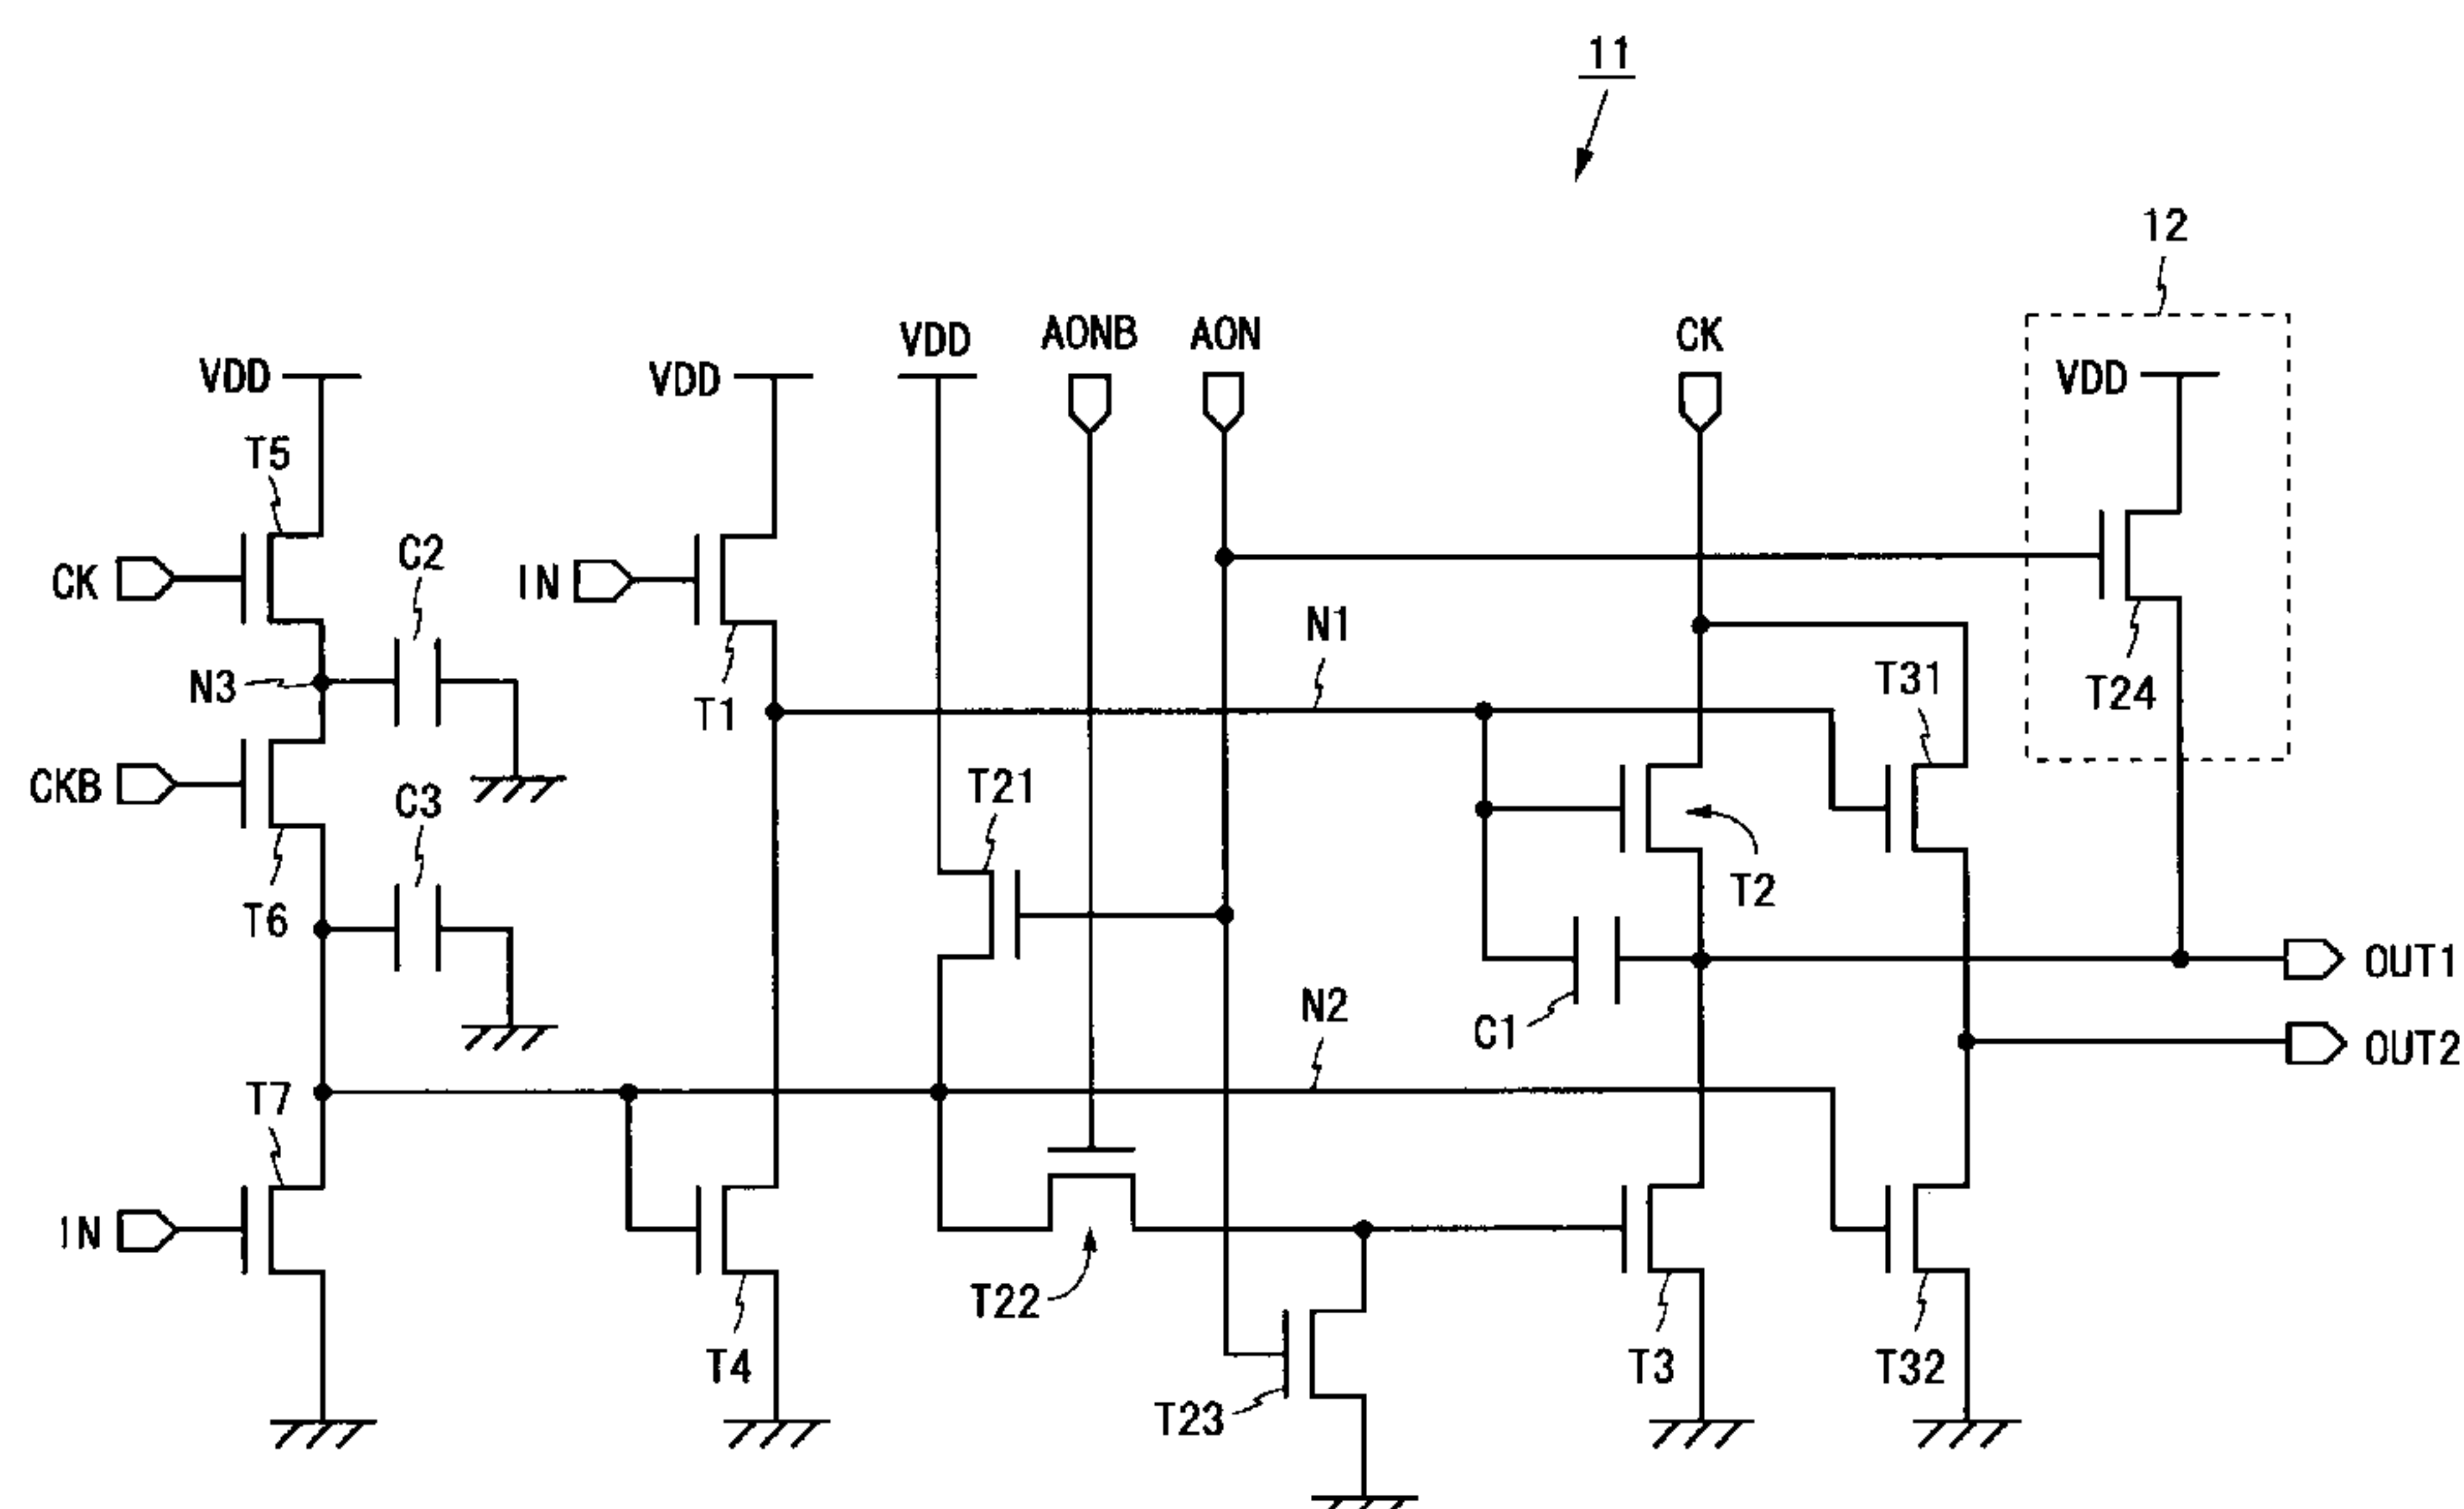 11
12
VDD
VDD
VDD
AONB
AON
CK
VDD
T5
CK
C2
IN
N1
N3
T1
T31
T24
CKB
C3
T21
T6
T2
OUT1
N2
C1
OUT2
T7
IN
T22
T4
T23
T3
T32